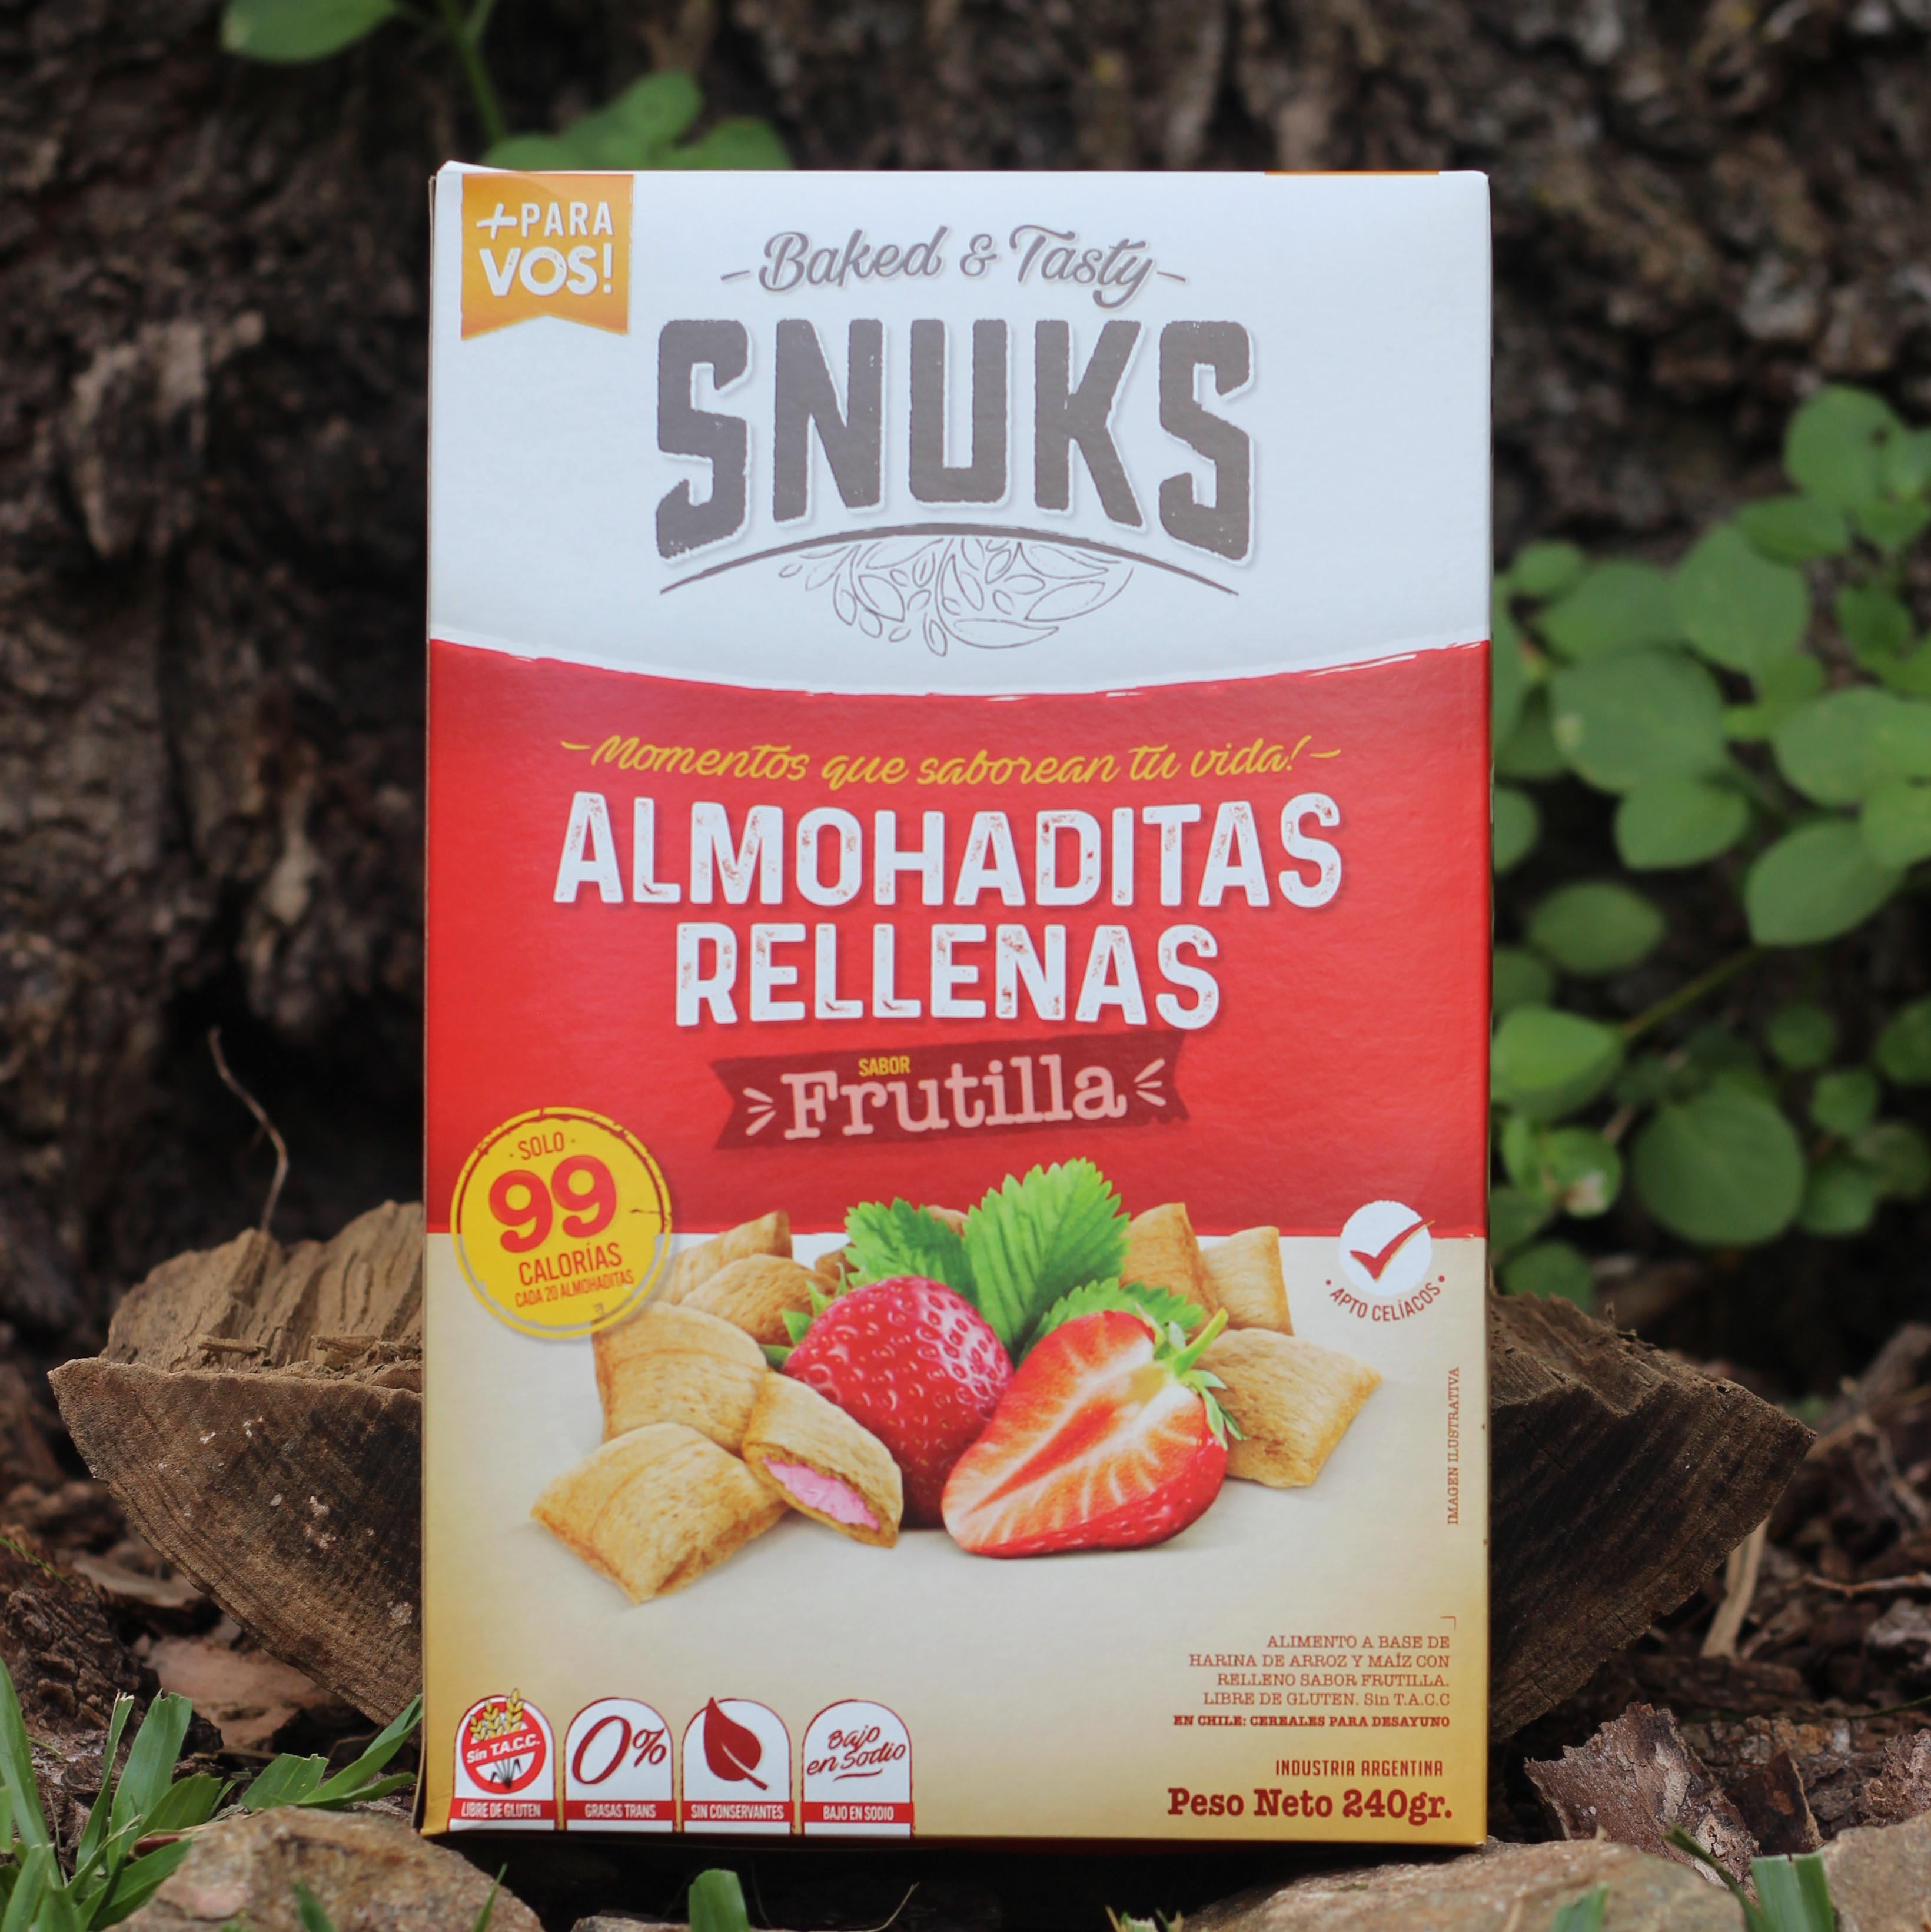 +PARA
VOS!
Baked & Tasty
SNUKS
-Momentos que saborean tu vida!-
ALMOHADITAS
RELLENAS
SABOR
Frutilla
· SOLO ·
99
CALORÍAS
CADA 20 ALMOHADITAS
• APTO CELÍACOS •
IMAGEN ILUSTRATIVA
ALIMENTO A BASE DE
HARINA DE ARROZ Y MAÍZ CON
RELLENO SABOR FRUTILLA.
LIBRE DE GLUTEN. Sin T.A.C.C
EN CHILE: CEREALES PARA DESAYUNO
INDUSTRIA ARGENTINA
Peso Neto 240gr.
Sin T.A.C.C.
LIBRE DE GLUTEN
0%
GRASAS TRANS
SIN CONSERVANTES
Bajo
en Sodio
BAJO EN SODIO